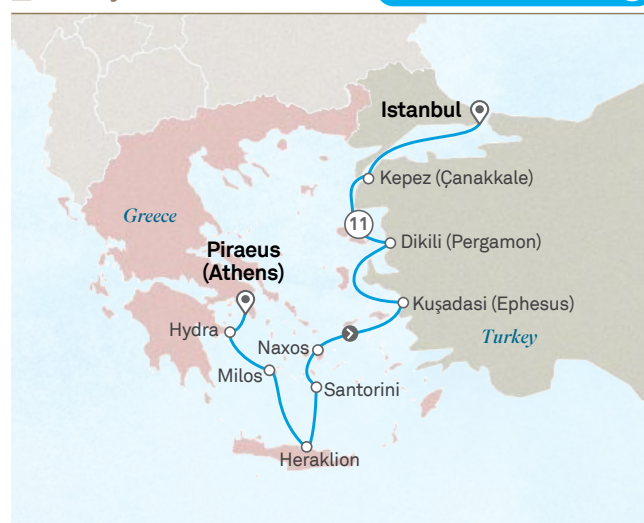 Istanbul
Kepez (Çanakkale)
11
Greece
Dikili (Pergamon)
Piraeus
(Athens)
Kuşadasi (Ephesus)
Hydra
Turkey
Naxos
Milos
Santorini
Heraklion